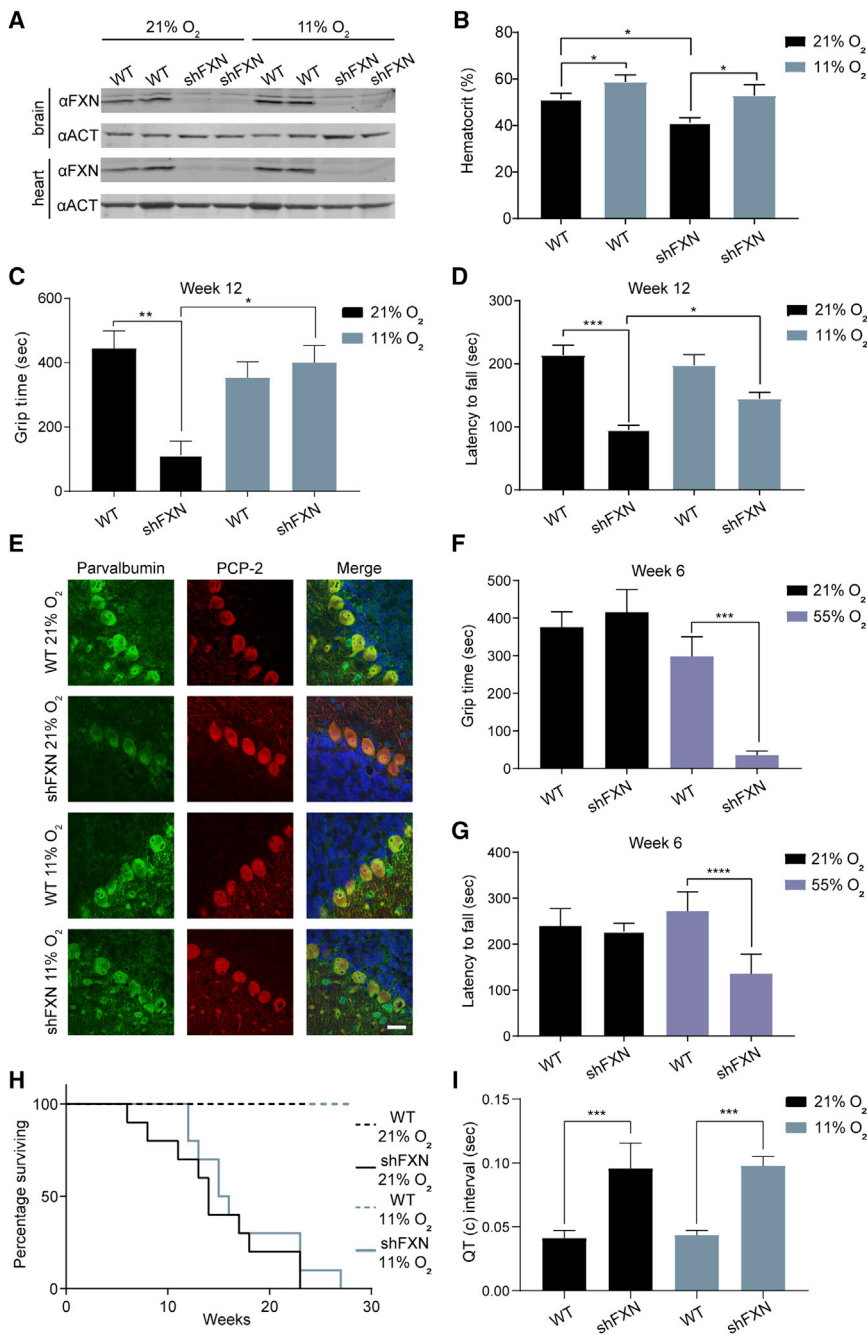 A
21% O2 11% O2
WT WT shFXN shFXN WT WT shFXN shFXN
brain
αFXN
αACT
heart
αFXN
αACT
B
21% O2
11% O2
Hematocrit (%)
80
60
40
20
0
WT WT shFXN shFXN
* * *
C
Week 12
21% O2
11% O2
Grip time (sec)
600
400
200
0
** *
WT shFXN WT shFXN
D
Week 12
21% O2
11% O2
Latency to fall (sec)
300
200
100
0
*** *
WT shFXN WT shFXN
E
Parvalbumin PCP-2 Merge
WT 21% O2
shFXN 21% O2
WT 11% O2
shFXN 11% O2
F
Week 6
21% O2
55% O2
Grip time (sec)
500
400
300
200
100
0
***
WT shFXN WT shFXN
G
Week 6
21% O2
55% O2
Latency to fall (sec)
400
300
200
100
0
****
WT shFXN WT shFXN
H
Percentage surviving
100
50
0
0 10 20 30
Weeks
WT
21% O2
shFXN
21% O2
WT
11% O2
shFXN
11% O2
I
21% O2
11% O2
QT (c) interval (sec)
0.15
0.10
0.05
0.00
*** ***
WT shFXN WT shFXN